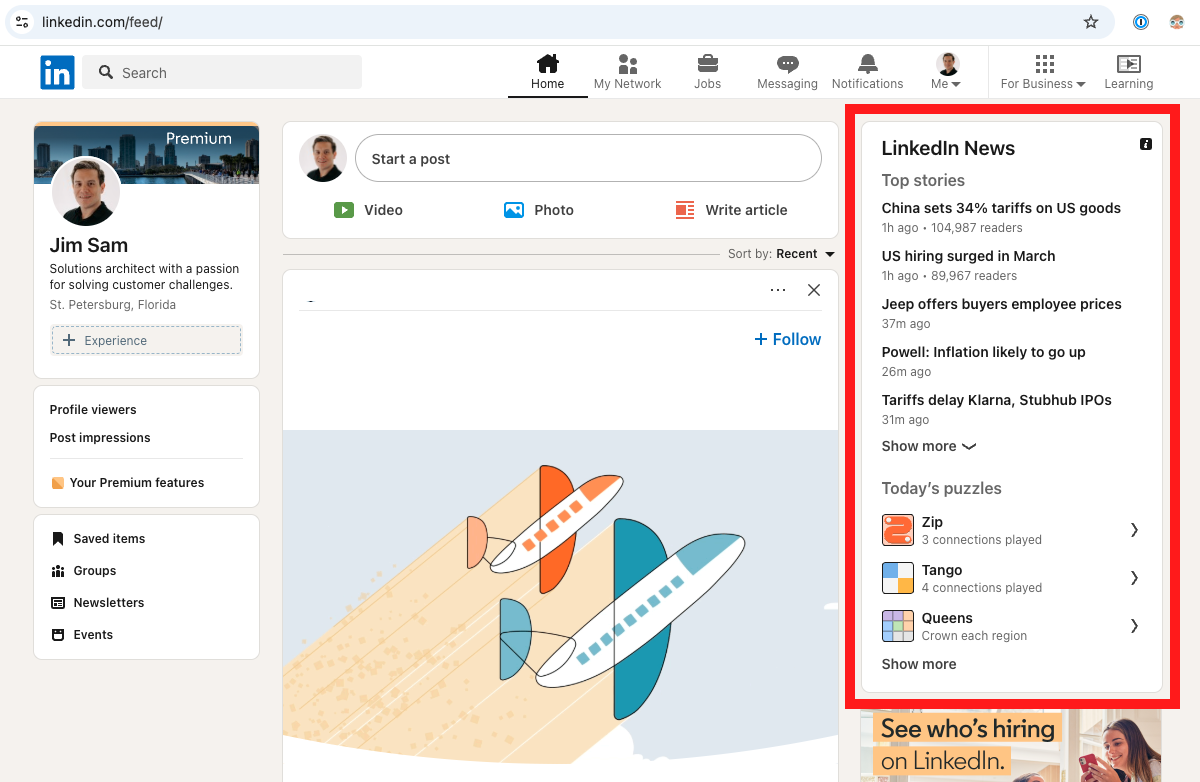 linkedin.com/feed/
in
Search
Home
My Network
Jobs
Messaging
Notifications
Me
For Business
Learning
Premium
Jim Sam
Solutions architect with a passion
for solving customer challenges.
St. Petersburg, Florida
+ Experience
Profile viewers
Post impressions
Your Premium features
Saved items
Groups
Newsletters
Events
Start a post
Video
Photo
Write article
Sort by: Recent
+ Follow
LinkedIn News
Top stories
China sets 34% tariffs on US goods
1h ago • 104,987 readers
US hiring surged in March
1h ago • 89,967 readers
Jeep offers buyers employee prices
37m ago
Powell: Inflation likely to go up
26m ago
Tariffs delay Klarna, Stubhub IPOs
31m ago
Show more
Today’s puzzles
Zip
3 connections played
Tango
4 connections played
Queens
Crown each region
Show more
See who’s hiring
on LinkedIn.